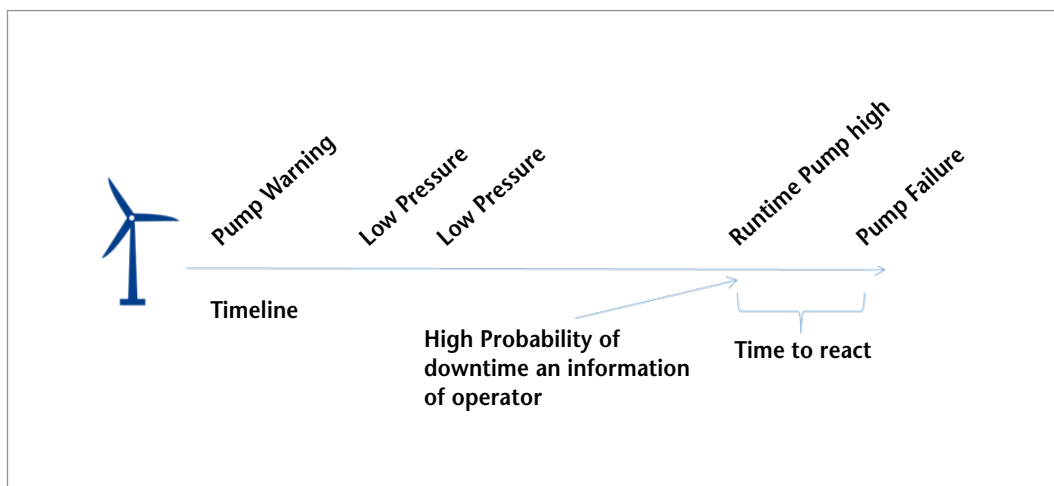 Pump Warning
Low Pressure
Low Pressure
Runtime Pump high
Pump Failure
Timeline
High Probability of
downtime an information
of operator
Time to react